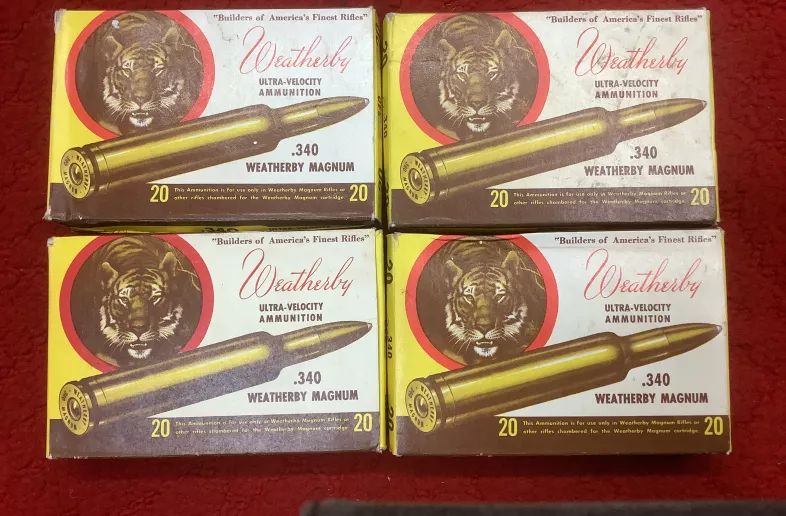 "Builders of America's Finest Rifles"
Weatherby
ULTRA-VELOCITY
AMMUNITION
.340
WEATHERBY MAGNUM
20 This Ammunition is for use only in Weatherby Magnum Rifles or 20
other rifles chambered for the Weatherby Magnum cartridge.
"Builders of America's Finest Rifles"
Weatherby
ULTRA-VELOCITY
AMMUNITION
.340
WEATHERBY MAGNUM
20 This Ammunition is for use only in Weatherby Magnum Rifles or 20
other rifles chambered for the Weatherby Magnum cartridge.
"Builders of America's Finest Rifles"
Weatherby
ULTRA-VELOCITY
AMMUNITION
.340
WEATHERBY MAGNUM
20 This Ammunition is for use only in Weatherby Magnum Rifles or 20
other rifles chambered for the Weatherby Magnum cartridge.
"Builders of America's Finest Rifles"
Weatherby
ULTRA-VELOCITY
AMMUNITION
.340
WEATHERBY MAGNUM
20 This Ammunition is for use only in Weatherby Magnum Rifles or 20
other rifles chambered for the Weatherby Magnum cartridge.